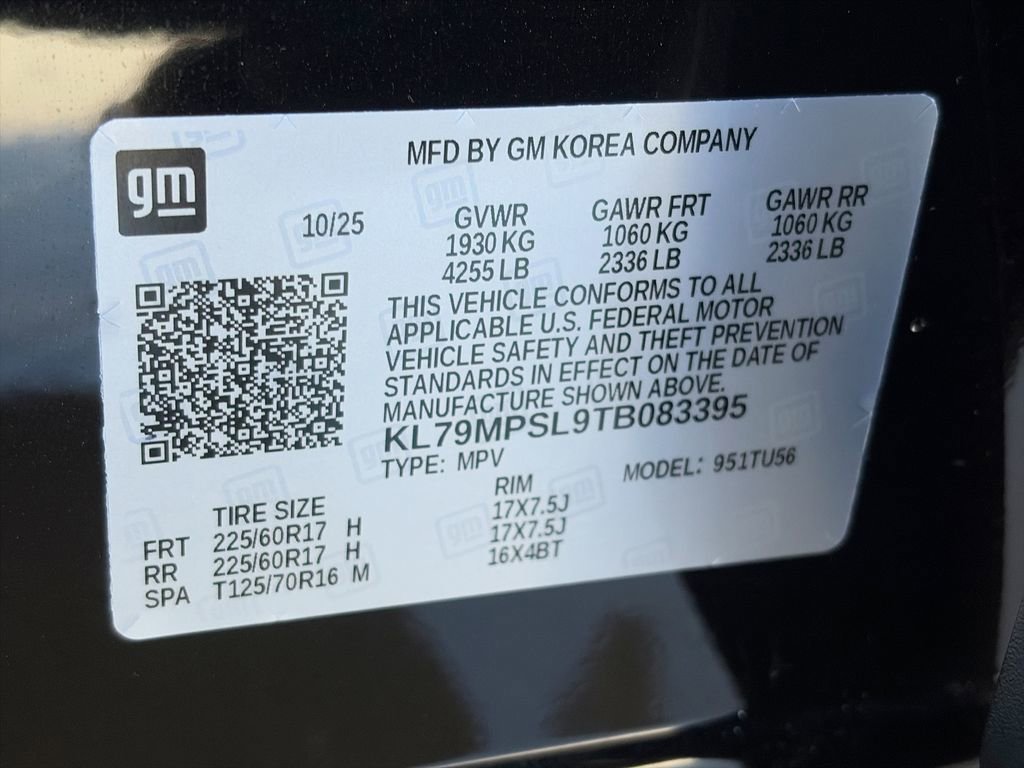 gm
MFD BY GM KOREA COMPANY
10/25
GVWR GAWR FRT GAWR RR
1930 KG 1060 KG 1060 KG
4255 LB 2336 LB 2336 LB
THIS VEHICLE CONFORMS TO ALL
APPLICABLE U.S. FEDERAL MOTOR
VEHICLE SAFETY AND THEFT PREVENTION
STANDARDS IN EFFECT ON THE DATE OF
MANUFACTURE SHOWN ABOVE.
KL79MPSL9TB083395
TYPE: MPV MODEL: 951TU56
TIRE SIZE RIM
FRT 225/60R17 H 17X7.5J
RR 225/60R17 H 17X7.5J
SPA T125/70R16 M 16X4BT